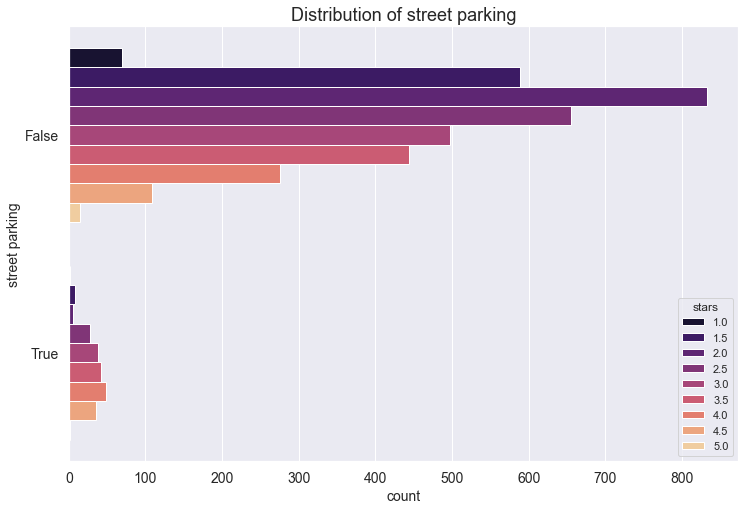 Distribution of street parking
street parking
False
True
stars
1.0
1.5
2.0
2.5
3.0
3.5
4.0
4.5
5.0
0 100 200 300 400 500 600 700 800
count